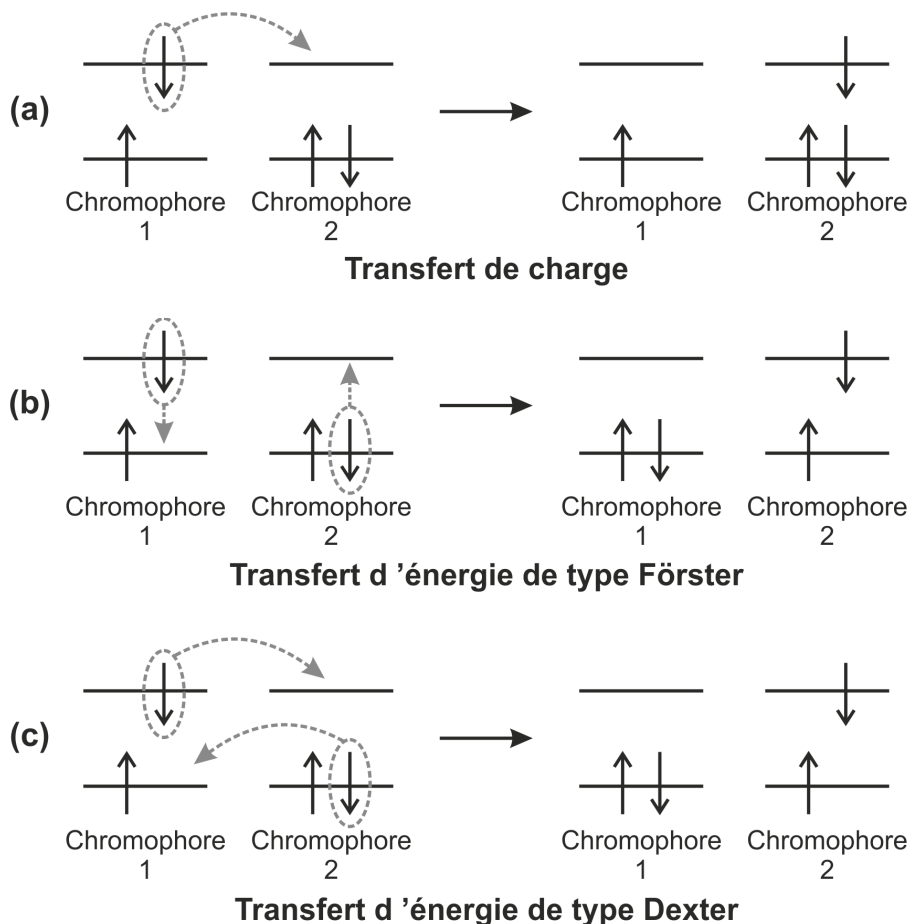 (a)
Chromophore Chromophore Chromophore Chromophore
1 2 1 2
Transfert de charge
(b)
Chromophore Chromophore Chromophore Chromophore
1 2 1 2
Transfert d ’énergie de type Förster
(c)
Chromophore Chromophore Chromophore Chromophore
1 2 1 2
Transfert d ’énergie de type Dexter